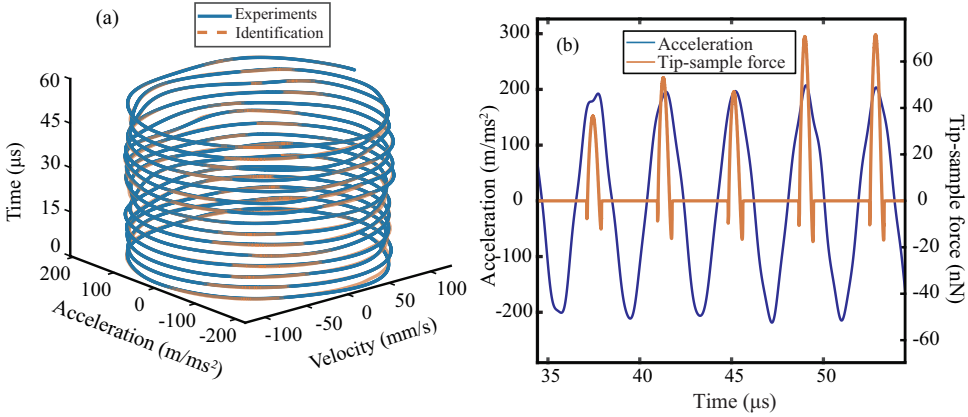 (a)
Experiments
Identification
60
45
30
15
0
Time (μs)
200
100
0
-100
-200
Acceleration (m/ms²)
-100
-50
0
50
100
Velocity (mm/s)
(b)
Acceleration
Tip-sample force
300
200
100
0
-100
-200
Acceleration (m/ms²)
60
40
20
0
-20
-40
-60
Tip-sample force (nN)
35
40
45
50
Time (μs)